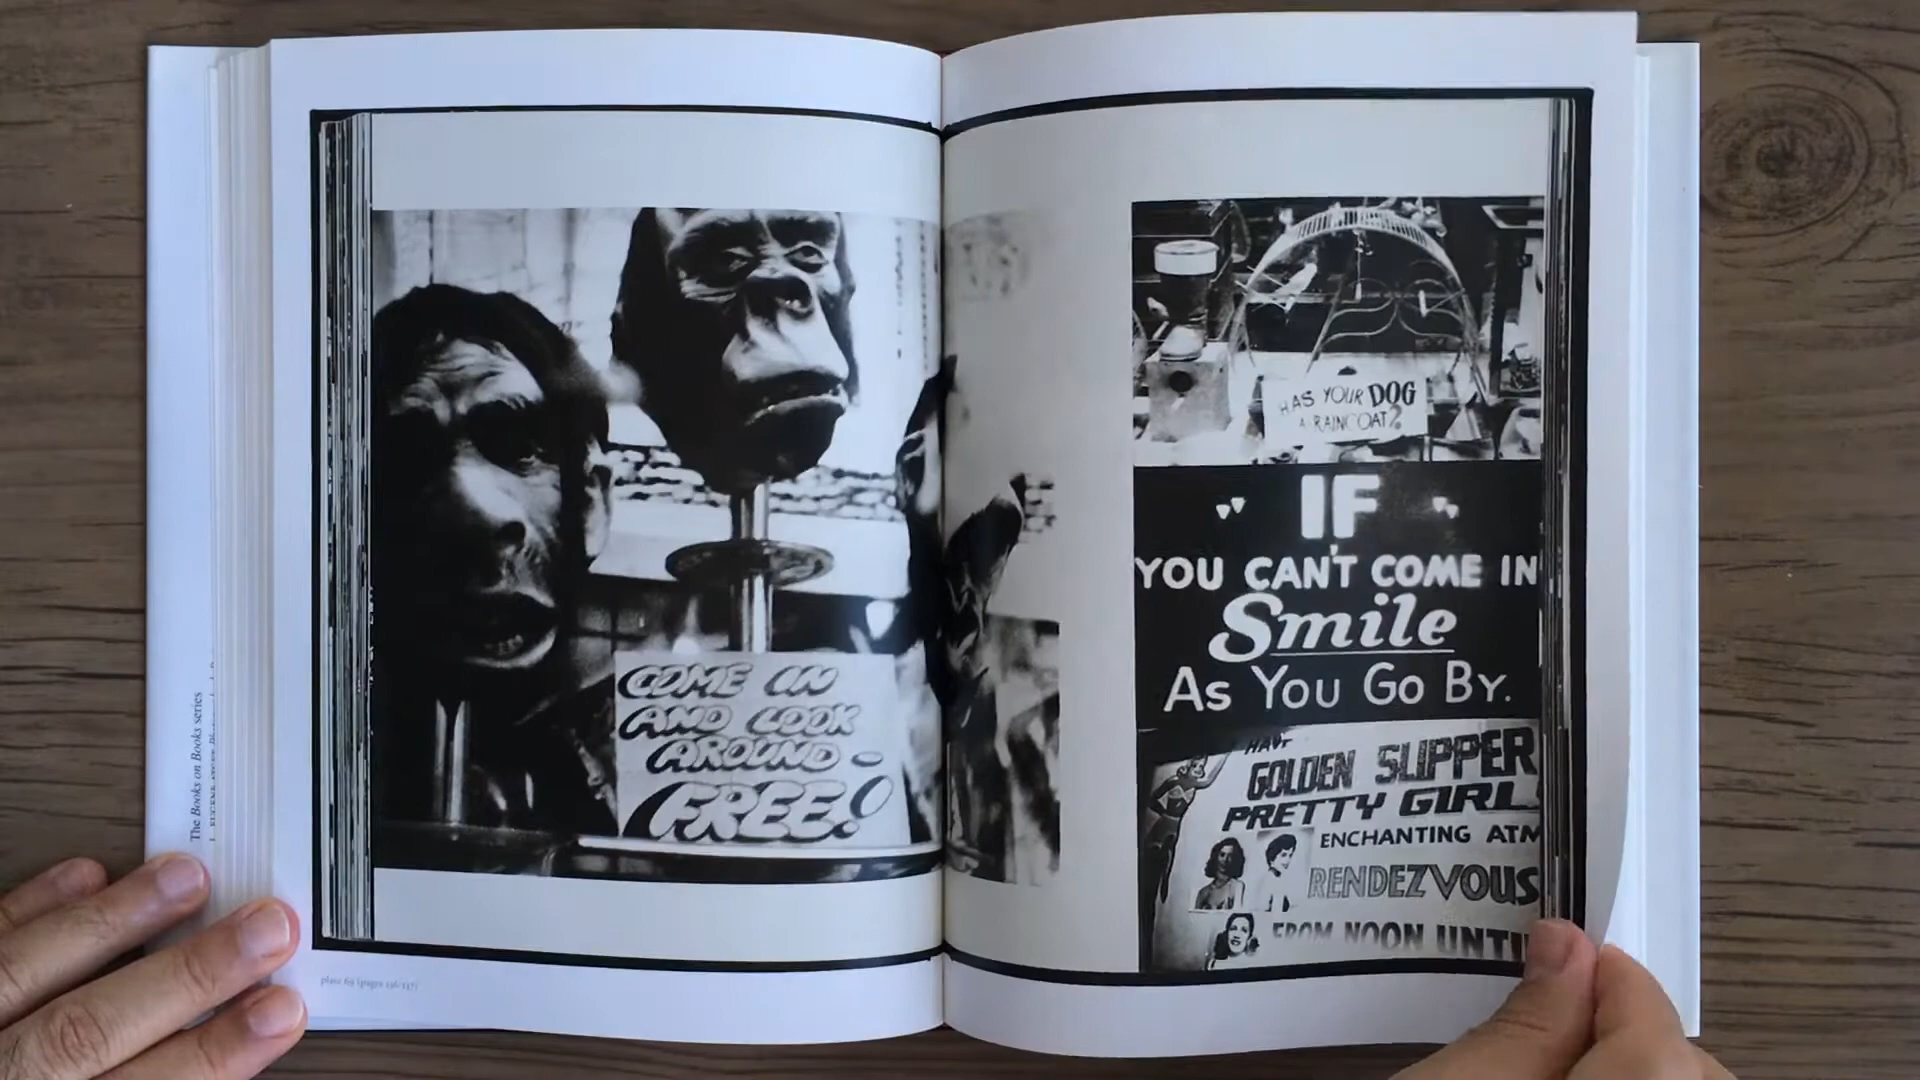 The Books on Books series
COME IN
AND LOOK
AROUND -
FREE!
HAS YOUR DOG
A RAINCOAT?
IF
YOU CAN'T COME IN
Smile
AS YOU GO BY.
HAVE
GOLDEN SLIPPER
PRETTY GIRL
ENCHANTING ATM
RENDEZVOUS
FROM NOON UNTI